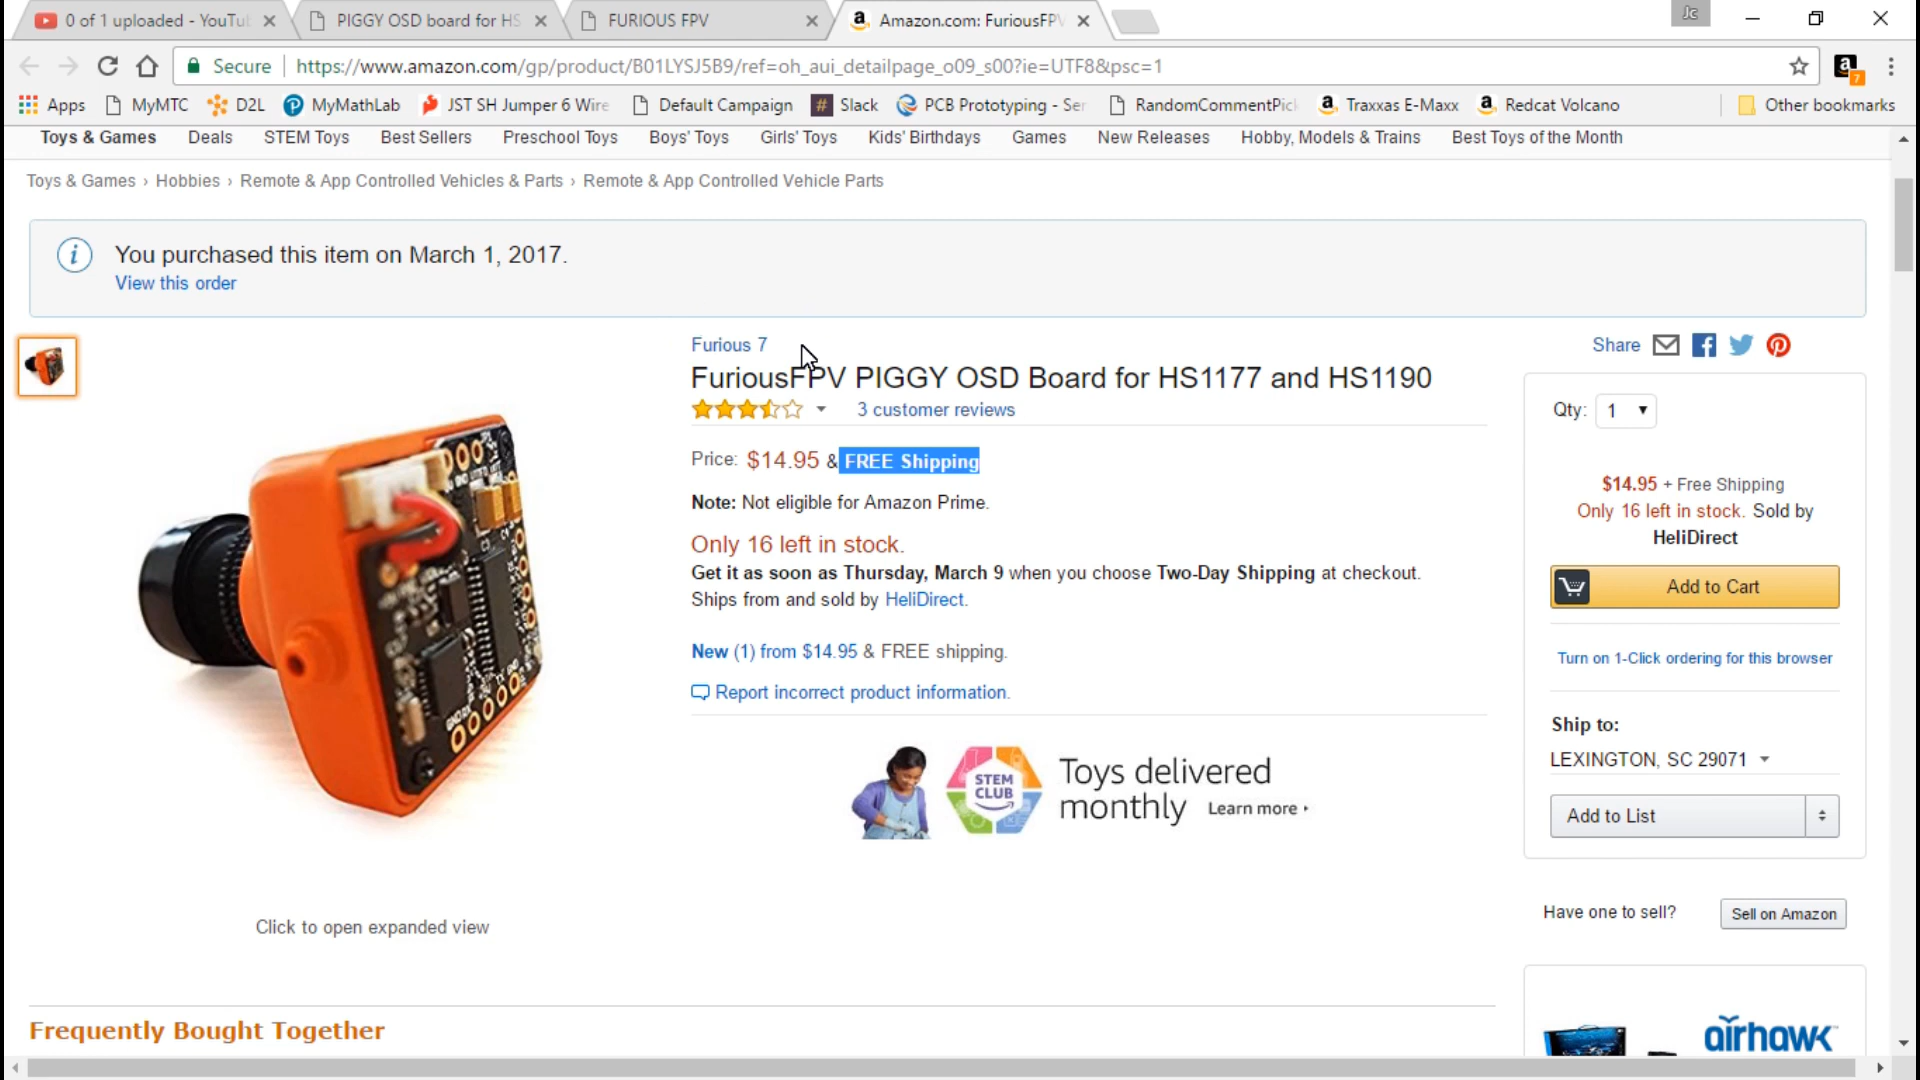 0 of 1 uploaded - YouTu
PIGGY OSD board for HS
FURIOUS FPV
Amazon.com: FuriousFPV
Jc
Secure https://www.amazon.com/gp/product/B01LYSJ5B9/ref=oh_aui_detailpage_o09_s00?ie=UTF8&psc=1
7
Apps MyMTC D2L MyMathLab JST SH Jumper 6 Wire Default Campaign Slack PCB Prototyping - Ser RandomCommentPick Traxxas E-Maxx Redcat Volcano Other bookmarks
Toys & Games Deals STEM Toys Best Sellers Preschool Toys Boys' Toys Girls' Toys Kids' Birthdays Games New Releases Hobby, Models & Trains Best Toys of the Month
Toys & Games › Hobbies › Remote & App Controlled Vehicles & Parts › Remote & App Controlled Vehicle Parts
You purchased this item on March 1, 2017.
View this order
Furious 7
FuriousFPV PIGGY OSD Board for HS1177 and HS1190
3 customer reviews
Price: $14.95 & FREE Shipping
Note: Not eligible for Amazon Prime.
Only 16 left in stock.
Get it as soon as Thursday, March 9 when you choose Two-Day Shipping at checkout.
Ships from and sold by HeliDirect.
New (1) from $14.95 & FREE shipping.
Report incorrect product information.
STEM
CLUB
Toys delivered
monthly Learn more
Click to open expanded view
Frequently Bought Together
Share
Qty: 1
$14.95 + Free Shipping
Only 16 left in stock. Sold by
HeliDirect
Add to Cart
Turn on 1-Click ordering for this browser
Ship to:
LEXINGTON, SC 29071
Add to List
Have one to sell? Sell on Amazon
airhawk